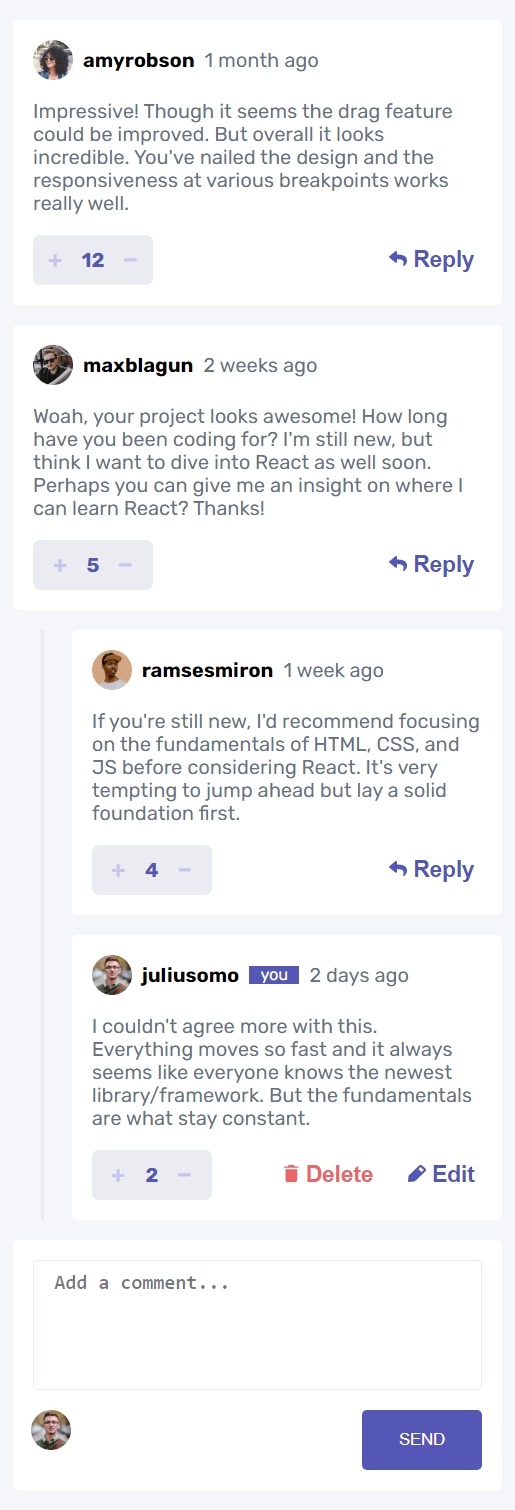 amyrobson 1 month ago
Impressive! Though it seems the drag feature
could be improved. But overall it looks
incredible. You've nailed the design and the
responsiveness at various breakpoints works
really well.
+ 12 − Reply
maxblagun 2 weeks ago
Woah, your project looks awesome! How long
have you been coding for? I'm still new, but
think I want to dive into React as well soon.
Perhaps you can give me an insight on where I
can learn React? Thanks!
+ 5 − Reply
ramsesmiron 1 week ago
If you're still new, I'd recommend focusing
on the fundamentals of HTML, CSS, and
JS before considering React. It's very
tempting to jump ahead but lay a solid
foundation first.
+ 4 − Reply
juliusomo you 2 days ago
I couldn't agree more with this.
Everything moves so fast and it always
seems like everyone knows the newest
library/framework. But the fundamentals
are what stay constant.
+ 2 − Delete Edit
Add a comment...
SEND